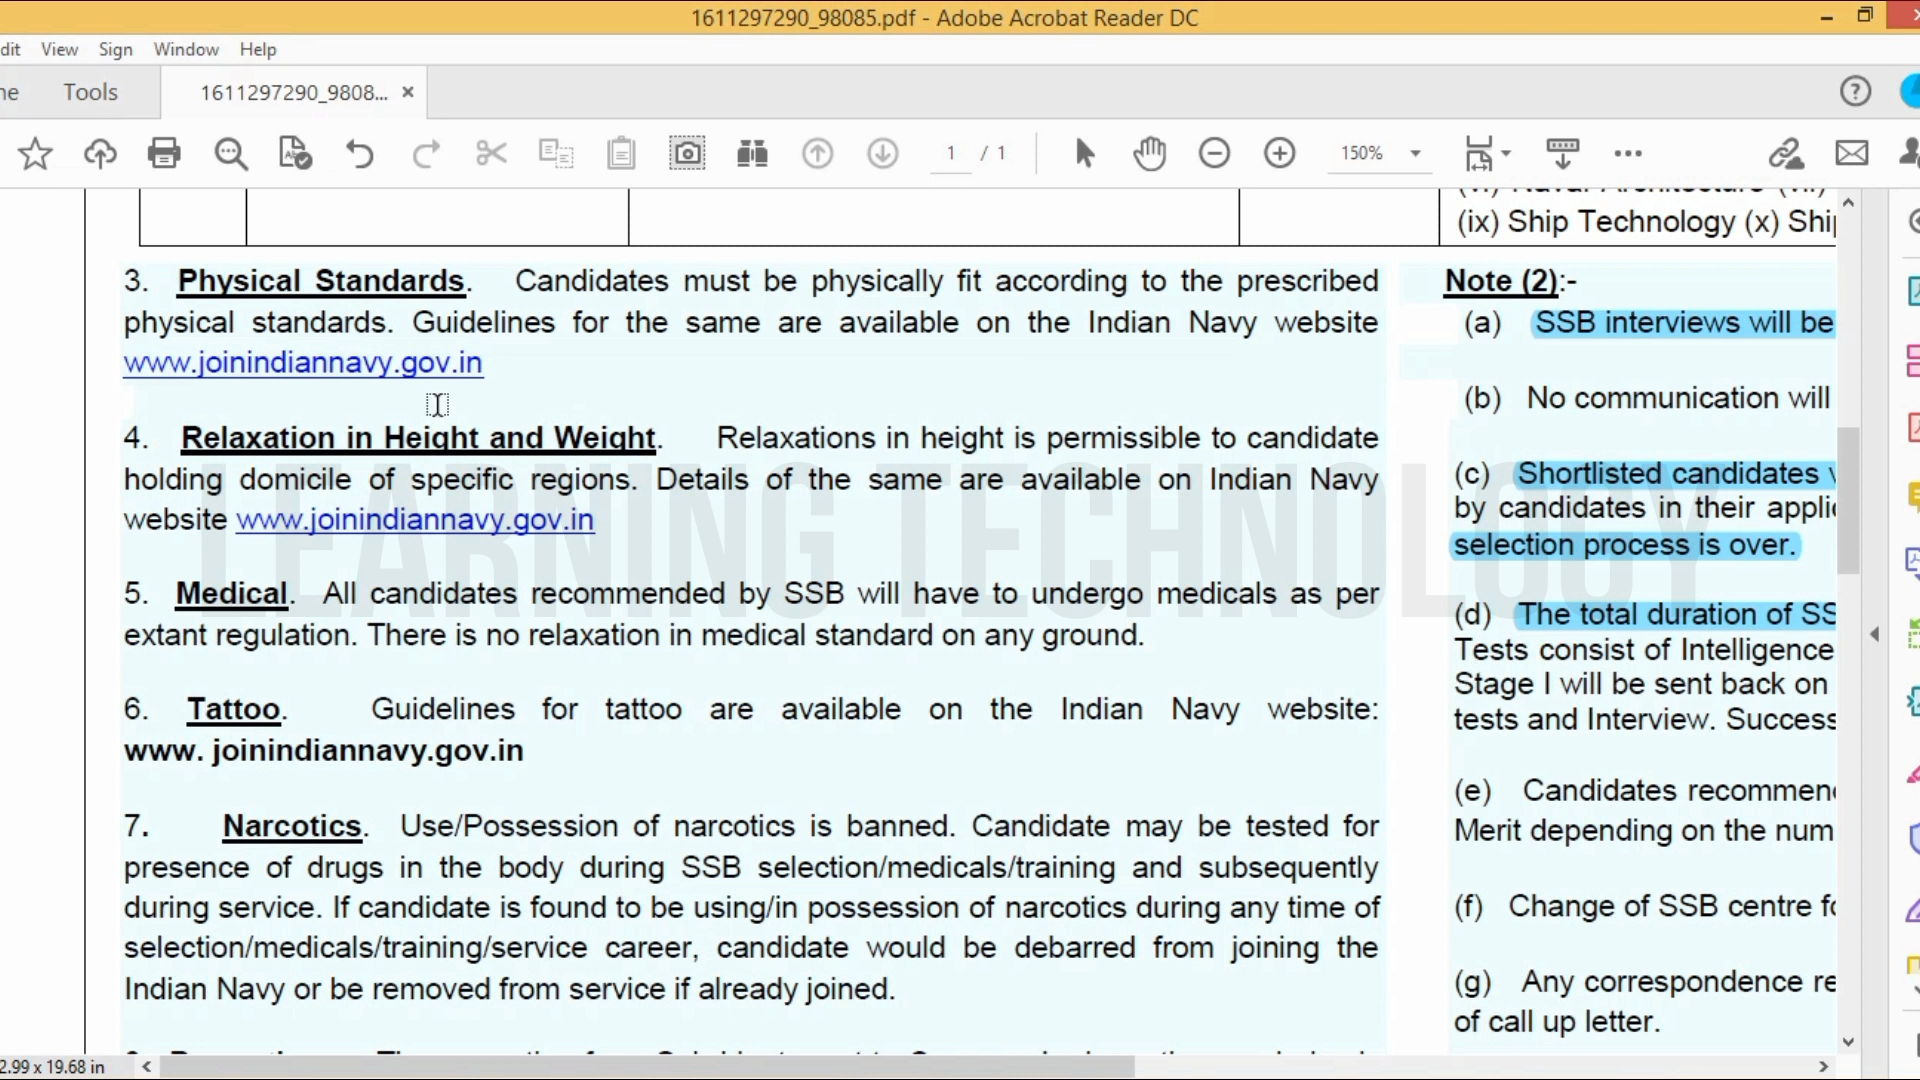 1611297290_98085.pdf - Adobe Acrobat Reader DC
dit View Sign Window Help
Tools
1611297290_9808... ×
1 / 1
150%
(ix) Ship Technology (x) Ship
3. Physical Standards. Candidates must be physically fit according to the prescribed
physical standards. Guidelines for the same are available on the Indian Navy website
www.joinindiannavy.gov.in
4. Relaxation in Height and Weight. Relaxations in height is permissible to candidate
holding domicile of specific regions. Details of the same are available on Indian Navy
website www.joinindiannavy.gov.in
5. Medical. All candidates recommended by SSB will have to undergo medicals as per
extant regulation. There is no relaxation in medical standard on any ground.
6. Tattoo. Guidelines for tattoo are available on the Indian Navy website:
www. joinindiannavy.gov.in
7. Narcotics. Use/Possession of narcotics is banned. Candidate may be tested for
presence of drugs in the body during SSB selection/medicals/training and subsequently
during service. If candidate is found to be using/in possession of narcotics during any time of
selection/medicals/training/service career, candidate would be debarred from joining the
Indian Navy or be removed from service if already joined.
Note (2):-
(a) SSB interviews will be
(b) No communication will
(c) Shortlisted candidates
by candidates in their applic
selection process is over.
(d) The total duration of SS
Tests consist of Intelligence
Stage I will be sent back on
tests and Interview. Success
(e) Candidates recommen
Merit depending on the num
(f) Change of SSB centre fo
(g) Any correspondence re
of call up letter.
LEARNING TECHNOLOGY
2.99 x 19.68 in